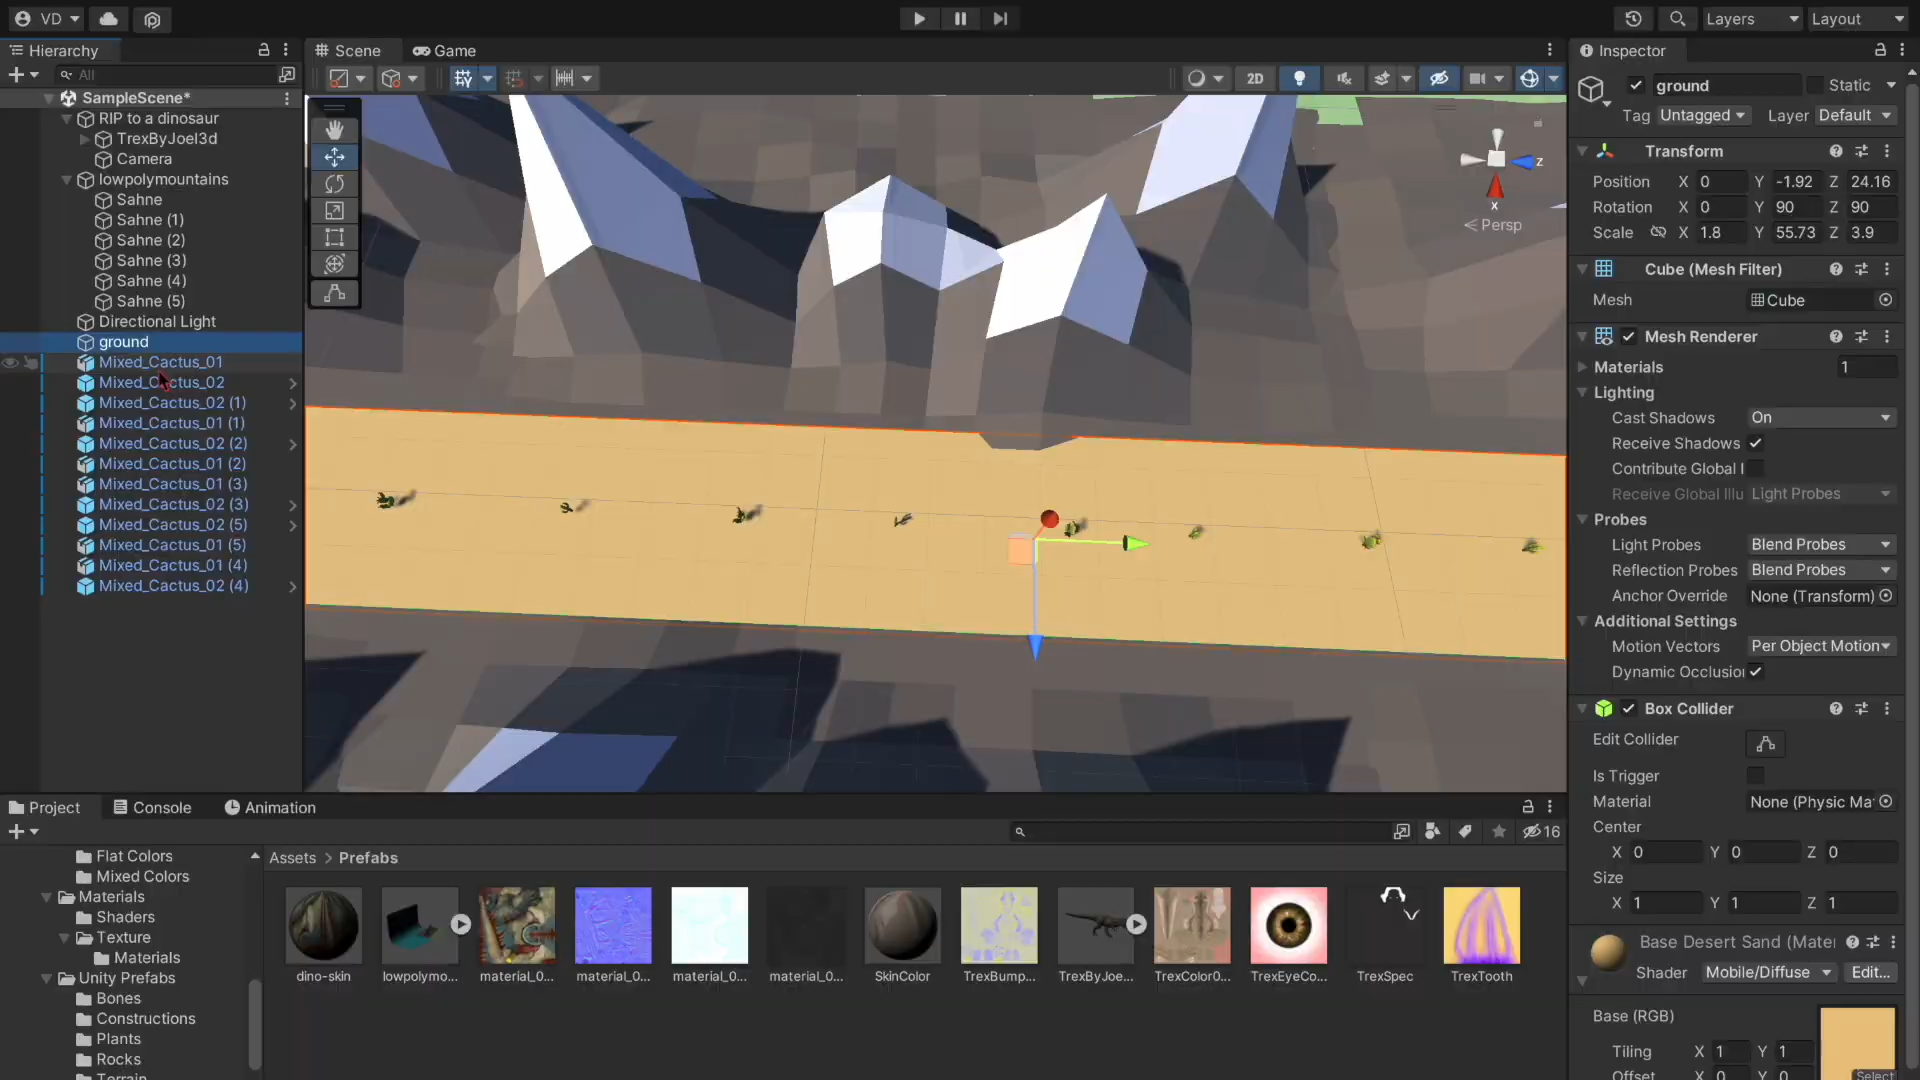 VD
Layers
Layout
Hierarchy
All
SampleScene*
RIP to a dinosaur
TrexByJoel3d
Camera
lowpolymountains
Sahne
Sahne (1)
Sahne (2)
Sahne (3)
Sahne (4)
Sahne (5)
Directional Light
ground
Mixed_Cactus_01
Mixed_Cactus_02
Mixed_Cactus_02 (1)
Mixed_Cactus_01 (1)
Mixed_Cactus_02 (2)
Mixed_Cactus_01 (2)
Mixed_Cactus_01 (3)
Mixed_Cactus_02 (3)
Mixed_Cactus_02 (5)
Mixed_Cactus_01 (5)
Mixed_Cactus_01 (4)
Mixed_Cactus_02 (4)
Scene Game
2D
z
x
< Persp
Inspector
ground Static
Tag Untagged Layer Default
Transform
Position X 0 Y -1.92 Z 24.16
Rotation X 0 Y 90 Z 90
Scale X 1.8 Y 55.73 Z 3.9
Cube (Mesh Filter)
Mesh Cube
Mesh Renderer
Materials 1
Lighting
Cast Shadows On
Receive Shadows
Contribute Global I
Receive Global Illu Light Probes
Probes
Light Probes Blend Probes
Reflection Probes Blend Probes
Anchor Override None (Transform)
Additional Settings
Motion Vectors Per Object Motion
Dynamic Occlusio
Box Collider
Edit Collider
Is Trigger
Material None (Physic Ma
Center
X 0 Y 0 Z 0
Size
X 1 Y 1 Z 1
Base Desert Sand (Mate
Shader Mobile/Diffuse Edit...
Base (RGB)
Tiling X 1 Y 1
Offset X 0 Y 0
Select
Project Console Animation
16
Flat Colors
Mixed Colors
Materials
Shaders
Texture
Materials
Unity Prefabs
Bones
Constructions
Plants
Rocks
Terrain
Assets > Prefabs
dino-skin lowpolymo... material_0... material_0... material_0... material_0... SkinColor TrexBump... TrexByJoe... TrexColor0... TrexEyeCo... TrexSpec TrexTooth